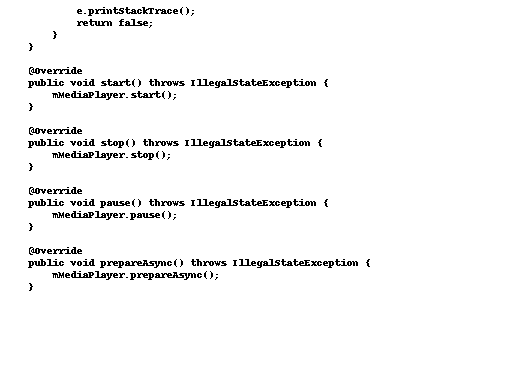 e.printStackTrace();
        return false;
    }
}

@Override
public void start() throws IllegalStateException {
    mMediaPlayer.start();
}

@Override
public void stop() throws IllegalStateException {
    mMediaPlayer.stop();
}

@Override
public void pause() throws IllegalStateException {
    mMediaPlayer.pause();
}

@Override
public void prepareAsync() throws IllegalStateException {
    mMediaPlayer.prepareAsync();
}